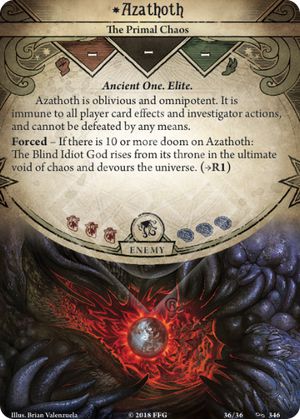 *Azathoth
The Primal Chaos
– – –
Ancient One. Elite.
Azathoth is oblivious and omnipotent. It is
immune to all player card effects and investigator actions,
and cannot be defeated by any means.
Forced – If there is 10 or more doom on Azathoth:
The Blind Idiot God rises from its throne in the ultimate
void of chaos and devours the universe. (→R1)
ENEMY
Illus. Brian Valenzuela © 2018 FFG 36/36 346